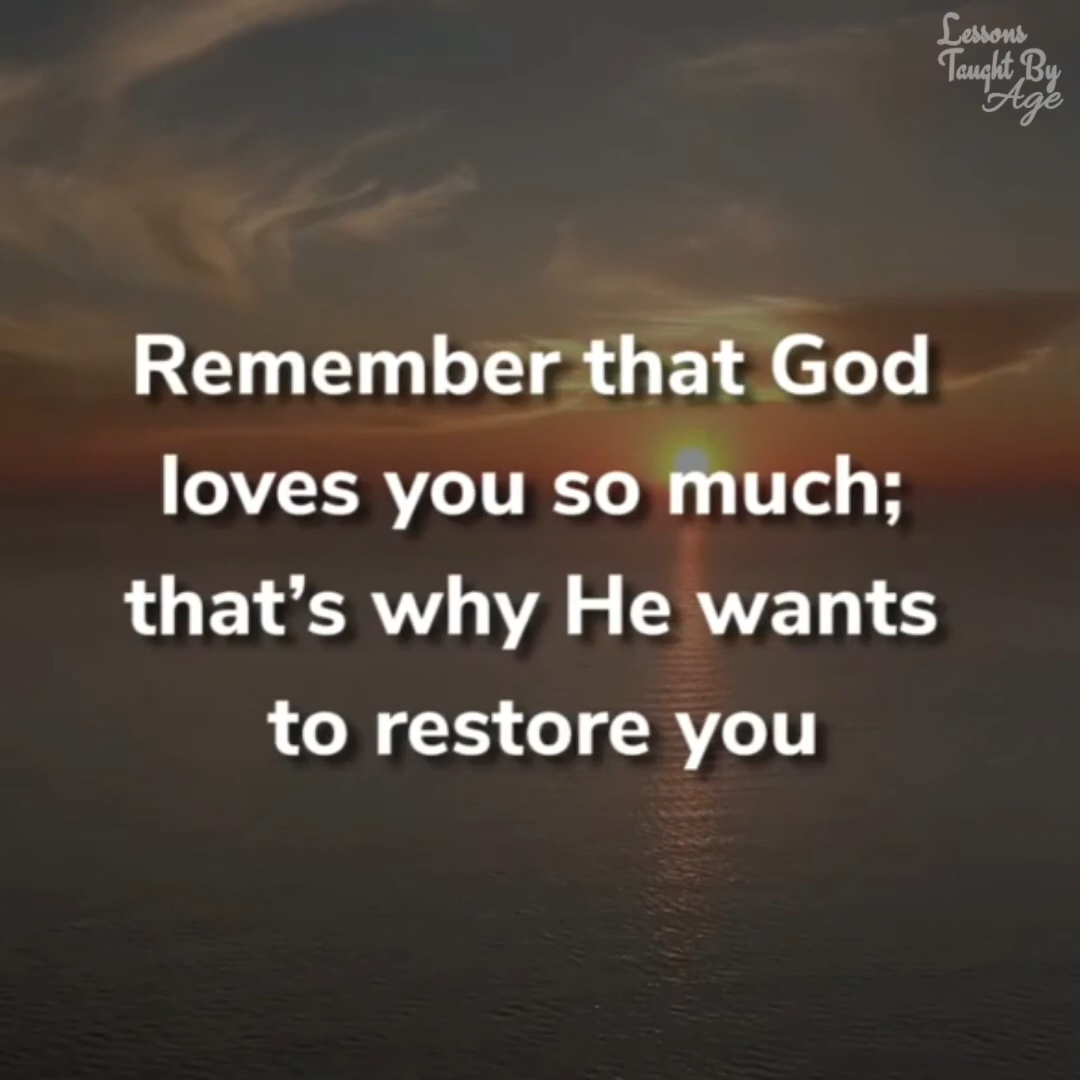 Lessons
Taught By
Age
Remember that God
loves you so much;
that’s why He wants
to restore you